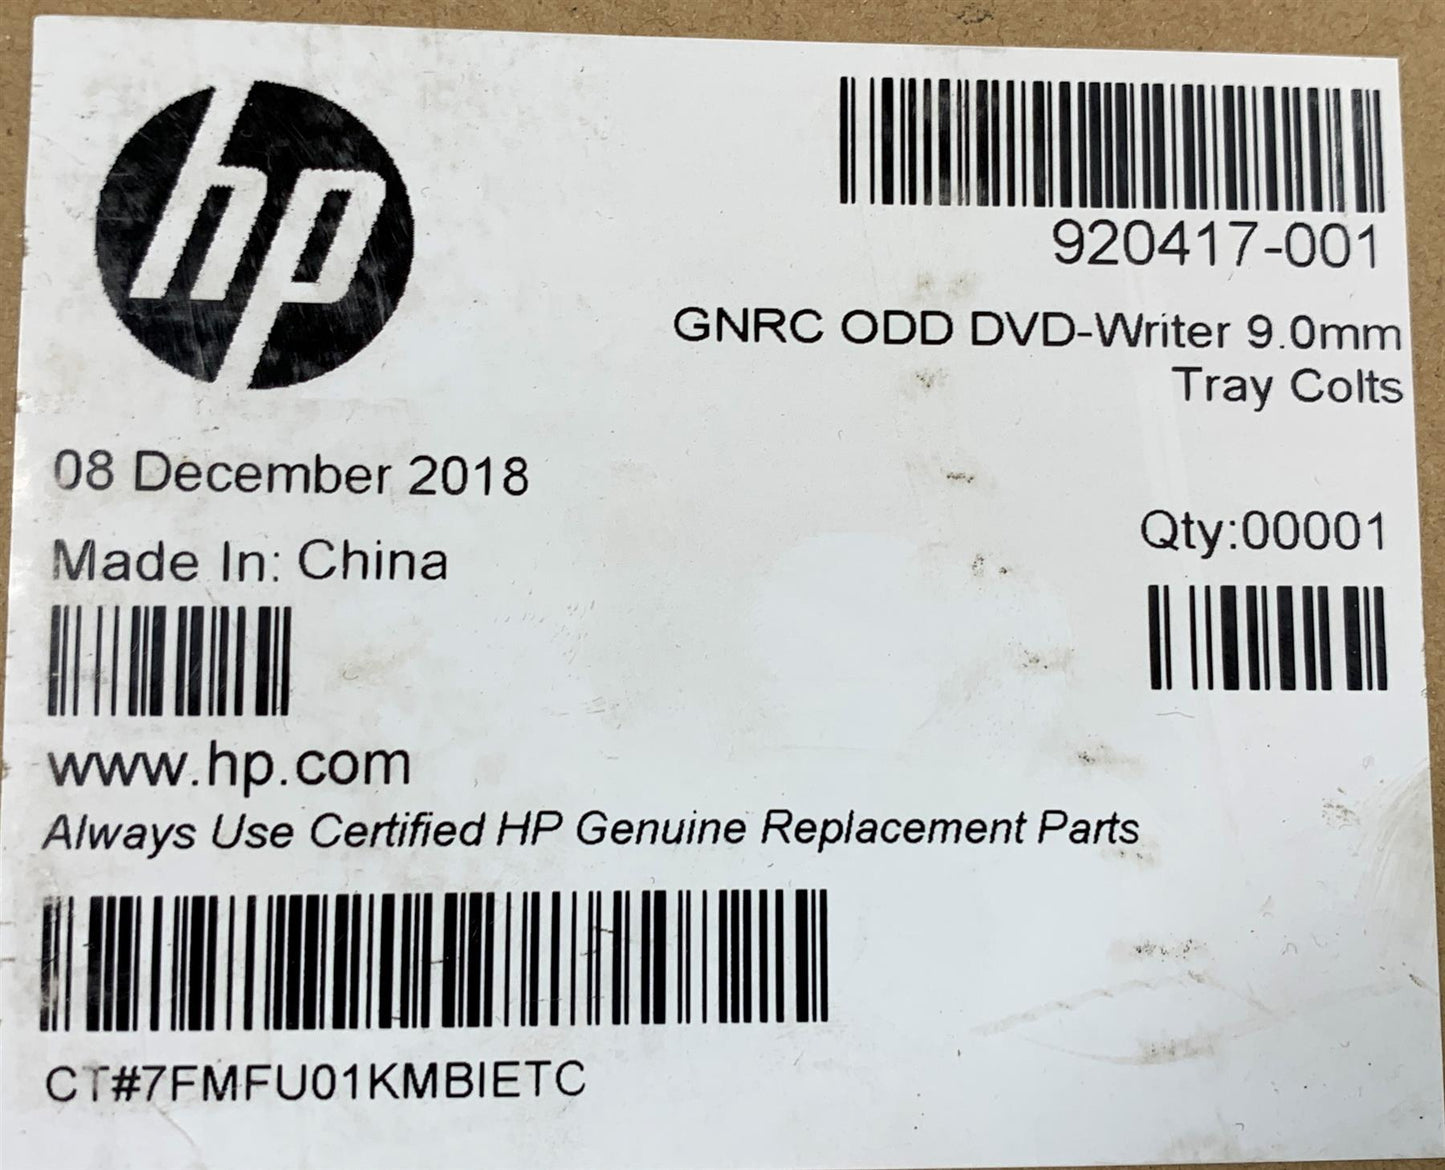 hp
920417-001
GNRC ODD DVD-Writer 9.0mm
Tray Colts
08 December 2018
Made In: China
Qty:00001
www.hp.com
Always Use Certified HP Genuine Replacement Parts
CT#7FMFU01KMBIETC